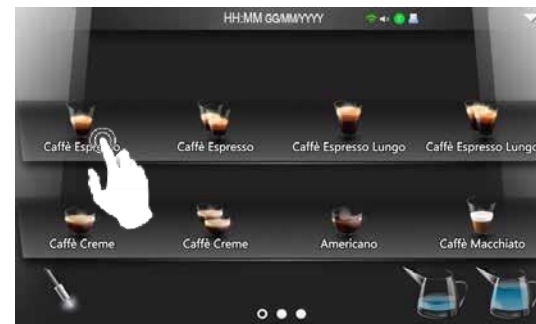 HH:MM GG/MM/YYYY
Caffè Espresso Caffè Espresso Caffè Espresso Lungo Caffè Espresso Lungo
Caffè Creme Caffè Creme Americano Caffè Macchiato